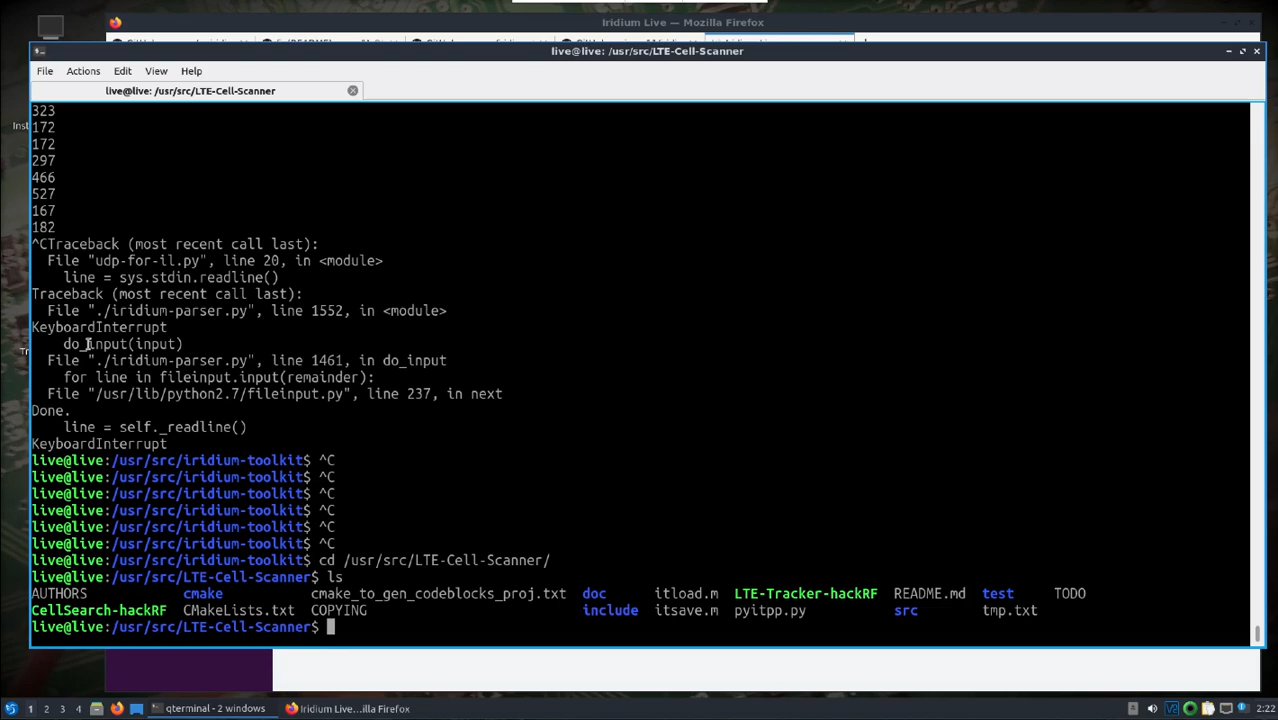 Iridium Live — Mozilla Firefox
live@live: /usr/src/LTE-Cell-Scanner
File Actions Edit View Help
live@live: /usr/src/LTE-Cell-Scanner
323
172
172
297
466
527
167
182
^CTraceback (most recent call last):
  File "udp-for-il.py", line 20, in <module>
    line = sys.stdin.readline()
Traceback (most recent call last):
  File "./iridium-parser.py", line 1552, in <module>
KeyboardInterrupt
    do_input(input)
  File "./iridium-parser.py", line 1461, in do_input
    for line in fileinput.input(remainder):
  File "/usr/lib/python2.7/fileinput.py", line 237, in next
Done.
    line = self._readline()
KeyboardInterrupt
live@live:/usr/src/iridium-toolkit$ ^C
live@live:/usr/src/iridium-toolkit$ ^C
live@live:/usr/src/iridium-toolkit$ ^C
live@live:/usr/src/iridium-toolkit$ ^C
live@live:/usr/src/iridium-toolkit$ ^C
live@live:/usr/src/iridium-toolkit$ ^C
live@live:/usr/src/iridium-toolkit$ cd /usr/src/LTE-Cell-Scanner/
live@live:/usr/src/LTE-Cell-Scanner$ ls
AUTHORS cmake cmake_to_gen_codeblocks_proj.txt doc itload.m LTE-Tracker-hackRF README.md test TODO
CellSearch-hackRF CMakeLists.txt COPYING include itsave.m pyitpp.py src tmp.txt
live@live:/usr/src/LTE-Cell-Scanner$
1 2 3 4 qterminal - 2 windows Iridium Live...illa Firefox 2:22